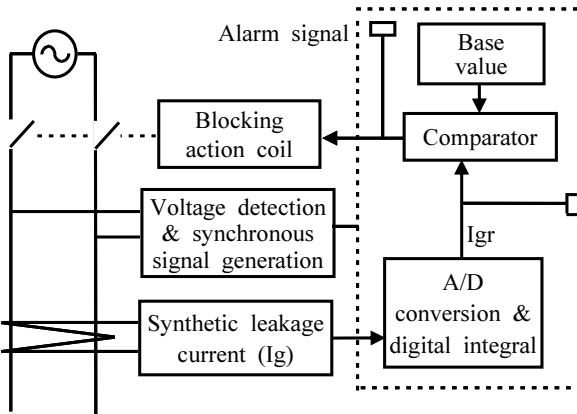 Alarm signal
Base
value
Blocking
action coil
Comparator
Voltage detection
& synchronous
signal generation
Igr
A/D
conversion &
digital integral
Synthetic leakage
current (Ig)